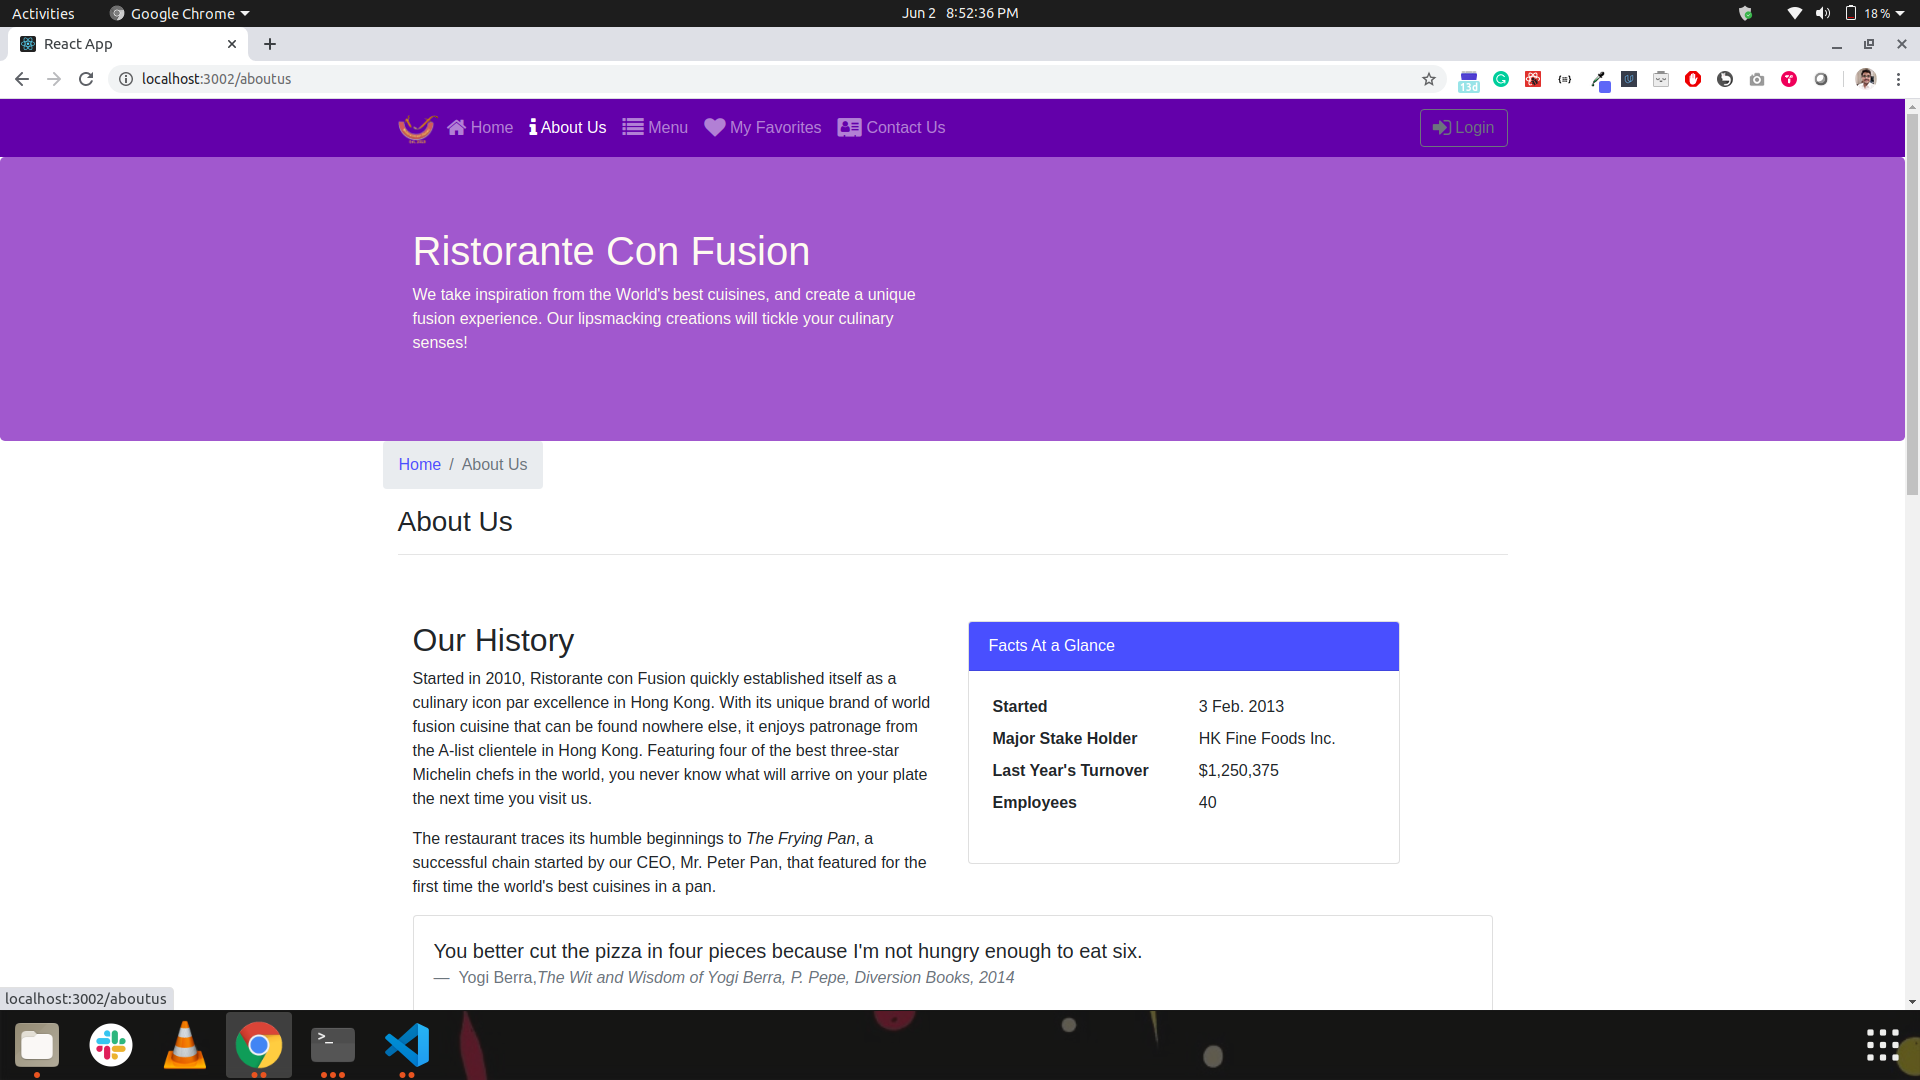 Activities Google Chrome Jun 2 8:52:36 PM 18 %
React App
localhost:3002/aboutus 13d
Home About Us Menu My Favorites Contact Us Login
Ristorante Con Fusion
We take inspiration from the World's best cuisines, and create a unique
fusion experience. Our lipsmacking creations will tickle your culinary
senses!
Home / About Us
About Us
Our History
Started in 2010, Ristorante con Fusion quickly established itself as a
culinary icon par excellence in Hong Kong. With its unique brand of world
fusion cuisine that can be found nowhere else, it enjoys patronage from
the A-list clientele in Hong Kong. Featuring four of the best three-star
Michelin chefs in the world, you never know what will arrive on your plate
the next time you visit us.
The restaurant traces its humble beginnings to The Frying Pan, a
successful chain started by our CEO, Mr. Peter Pan, that featured for the
first time the world's best cuisines in a pan.
Facts At a Glance
Started 3 Feb. 2013
Major Stake Holder HK Fine Foods Inc.
Last Year's Turnover $1,250,375
Employees 40
You better cut the pizza in four pieces because I'm not hungry enough to eat six.
— Yogi Berra,The Wit and Wisdom of Yogi Berra, P. Pepe, Diversion Books, 2014
localhost:3002/aboutus